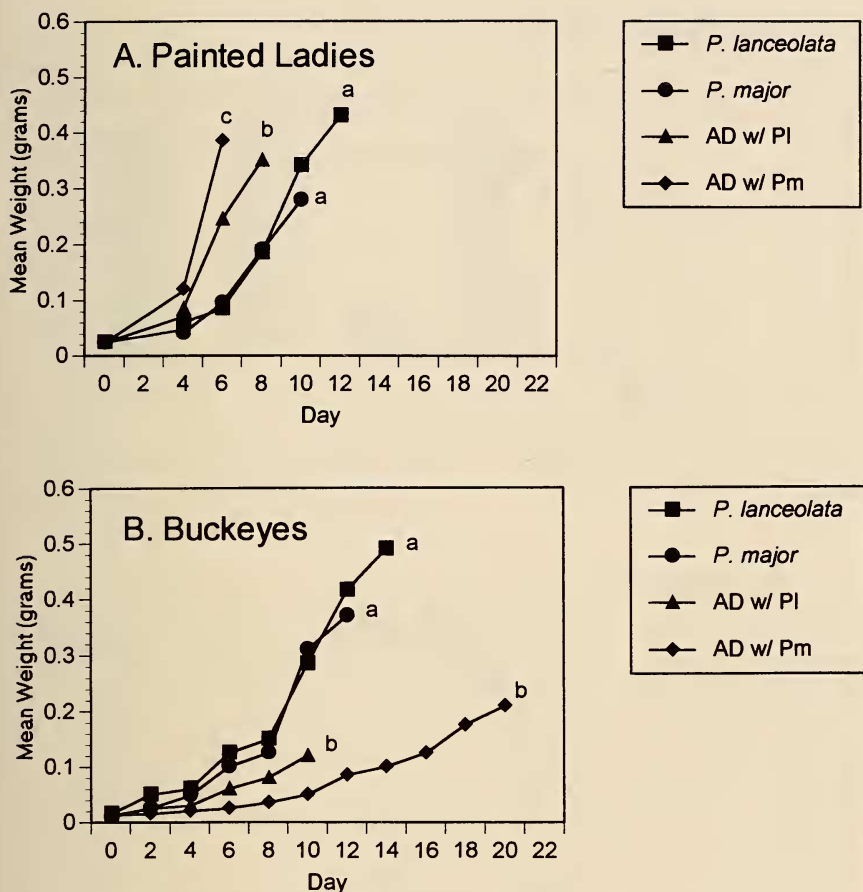 A. Painted Ladies
Mean Weight (grams)
0.6
0.5
0.4
0.3
0.2
0.1
0
c
b
a
a
0 2 4 6 8 10 12 14 16 18 20 22
Day
P. lanceolata
P. major
AD w/ Pl
AD w/ Pm
B. Buckeyes
Mean Weight (grams)
0.6
0.5
0.4
0.3
0.2
0.1
0
a
a
b
b
0 2 4 6 8 10 12 14 16 18 20 22
Day
P. lanceolata
P. major
AD w/ Pl
AD w/ Pm